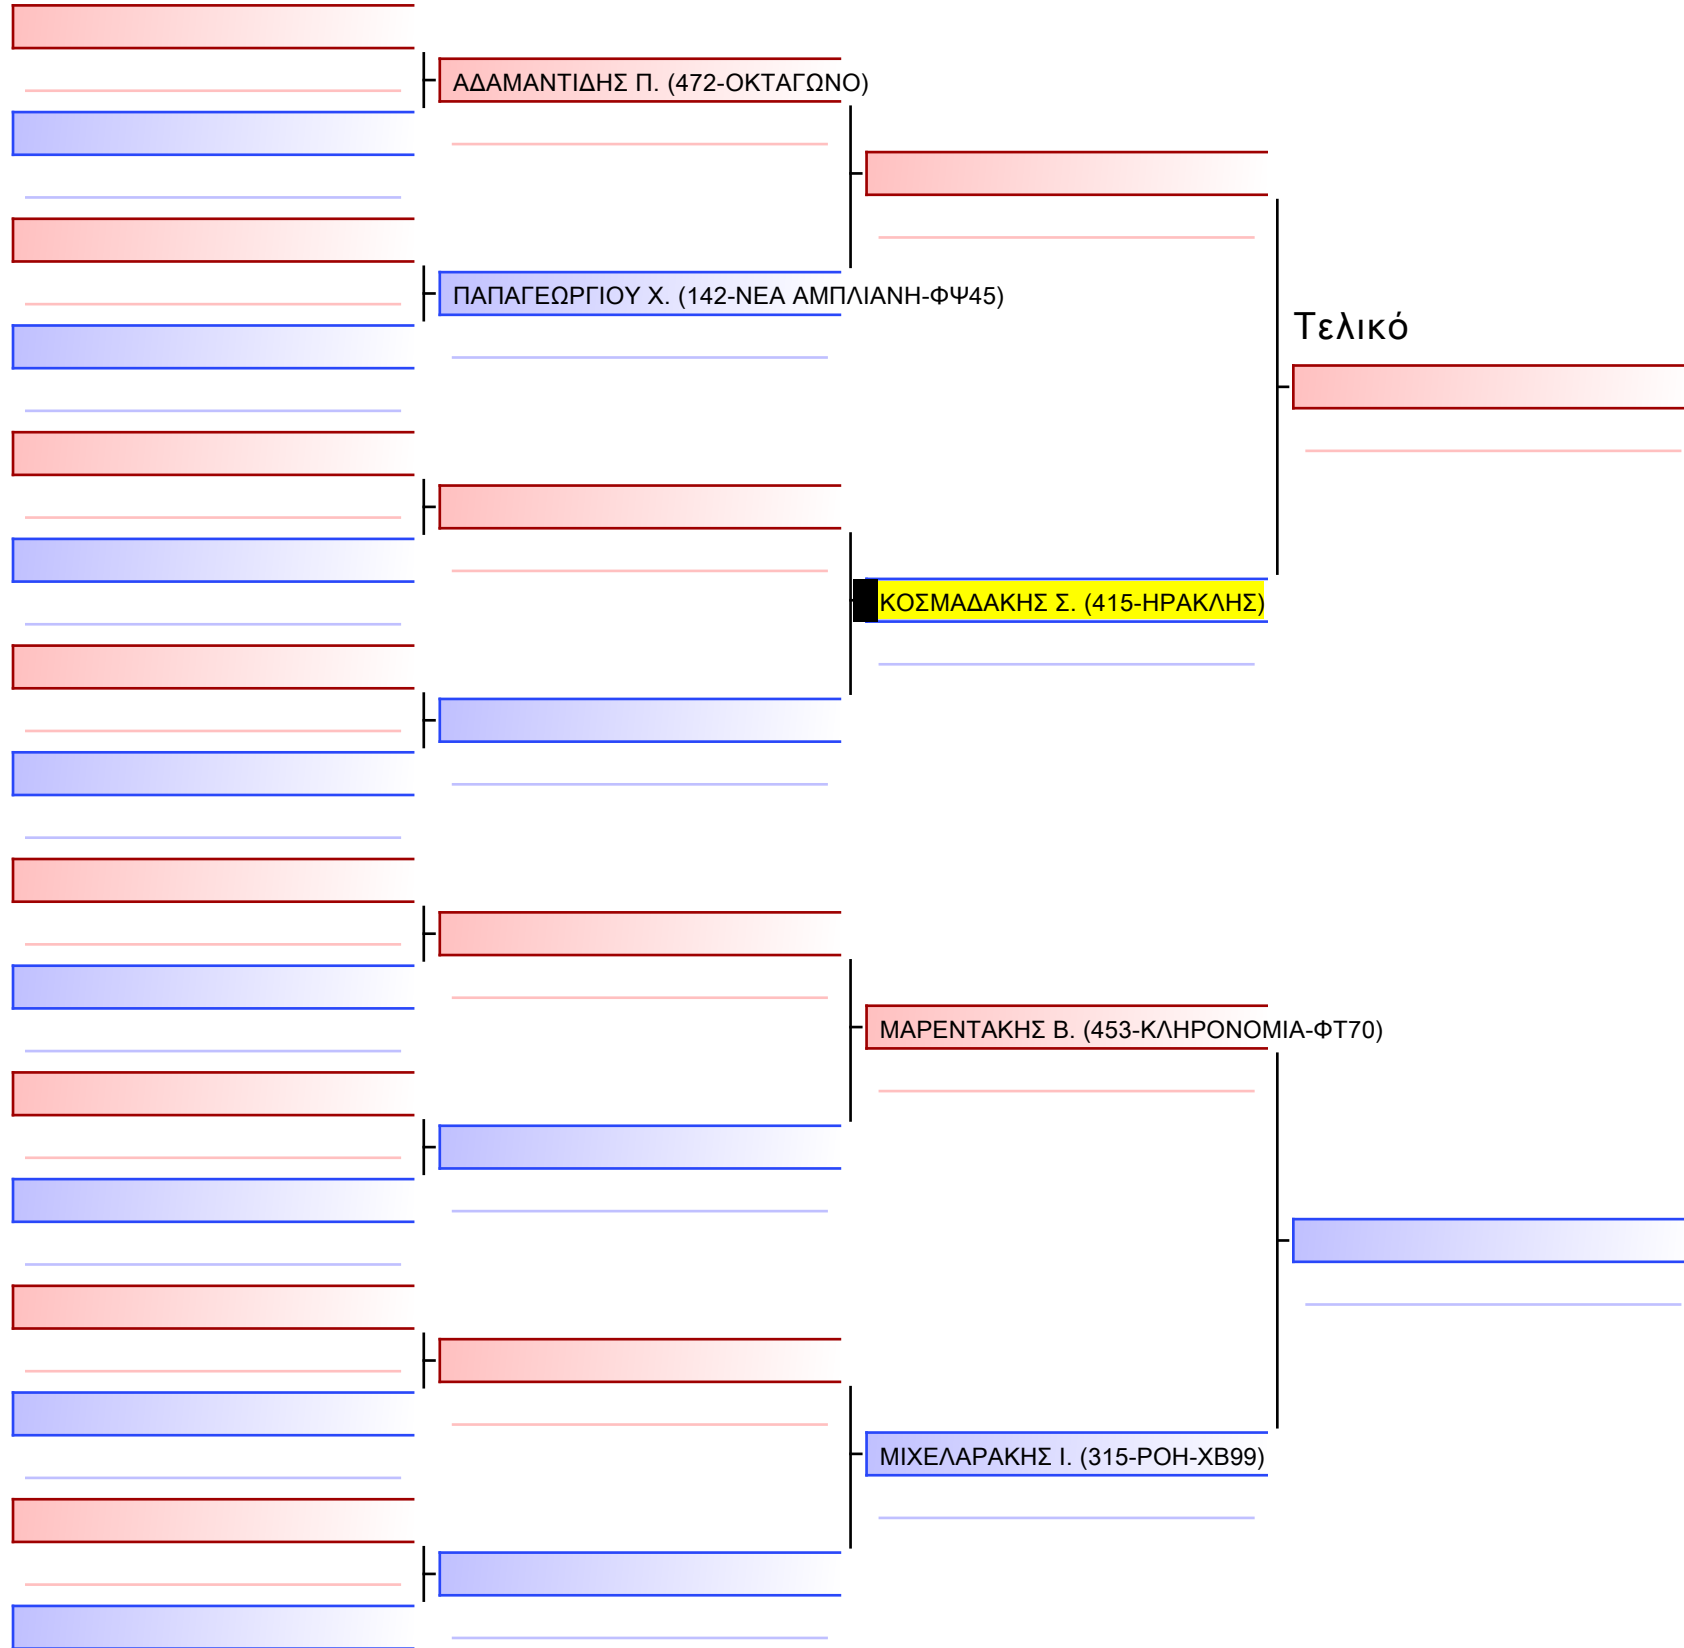 ΑΔΑΜΑΝΤΙΔΗΣ Π. (472-ΟΚΤΑΓΩΝΟ)
ΠΑΠΑΓΕΩΡΓΙΟΥ Χ. (142-ΝΕΑ ΑΜΠΛΙΑΝΗ-ΦΨ45)
Τελικό
ΚΟΣΜΑΔΑΚΗΣ Σ. (415-ΗΡΑΚΛΗΣ)
ΜΑΡΕΝΤΑΚΗΣ Β. (453-ΚΛΗΡΟΝΟΜΙΑ-ΦΤ70)
ΜΙΧΕΛΑΡΑΚΗΣ Ι. (315-ΡΟΗ-ΧΒ99)